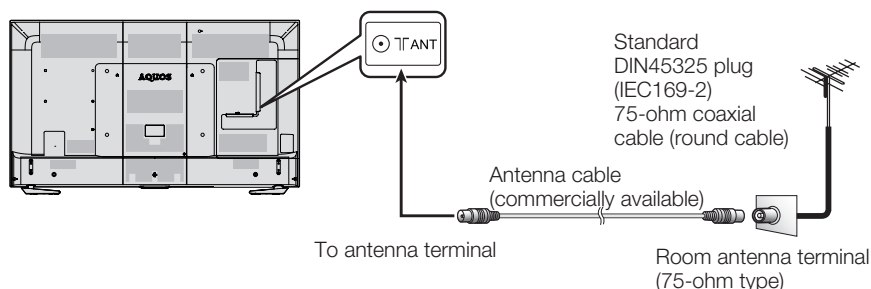 AQUOS
ANT
Standard
DIN45325 plug
(IEC169-2)
75-ohm coaxial
cable (round cable)
Antenna cable
(commercially available)
To antenna terminal
Room antenna terminal
(75-ohm type)